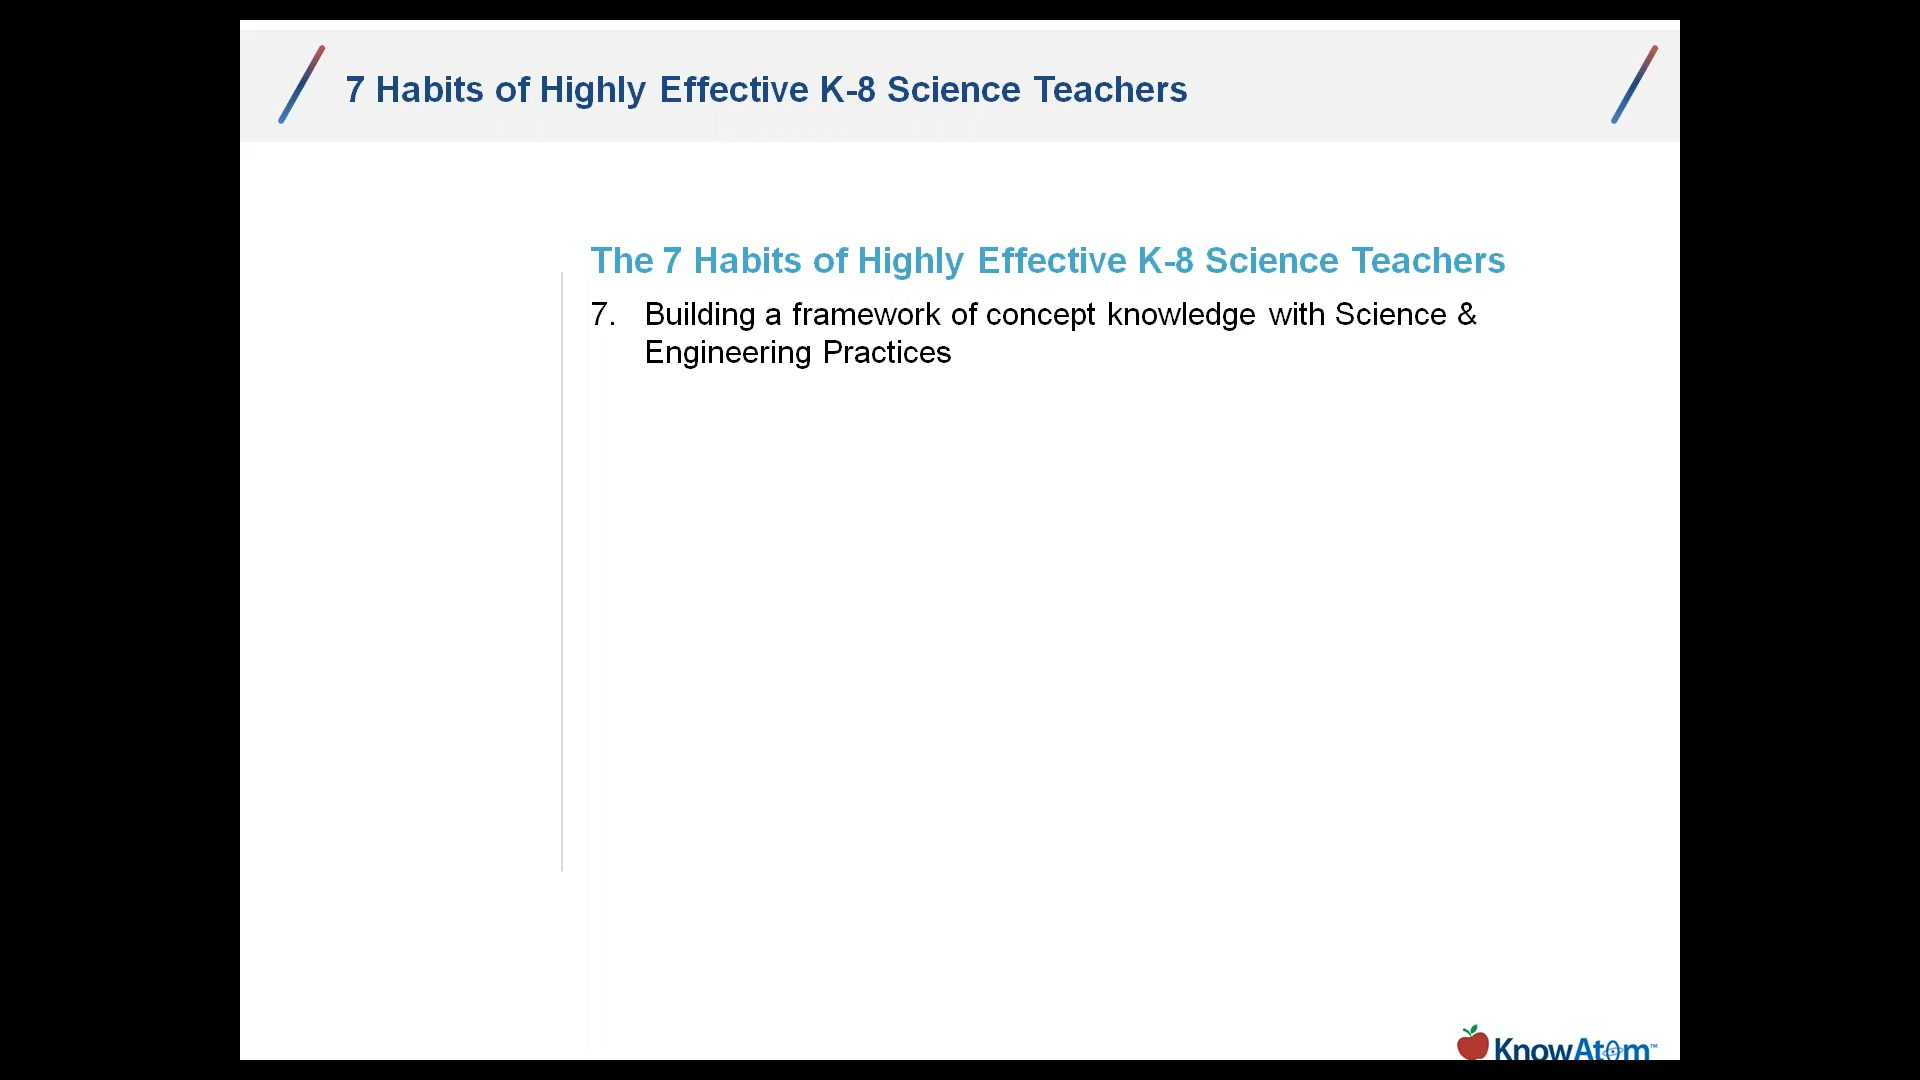 7 Habits of Highly Effective K-8 Science Teachers
The 7 Habits of Highly Effective K-8 Science Teachers
7. Building a framework of concept knowledge with Science &
Engineering Practices
KnowAtom™